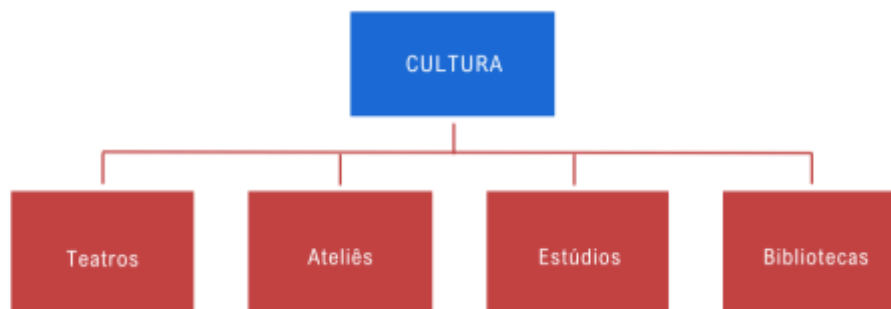 CULTURA
Teatros
Ateliês
Estúdios
Bibliotecas